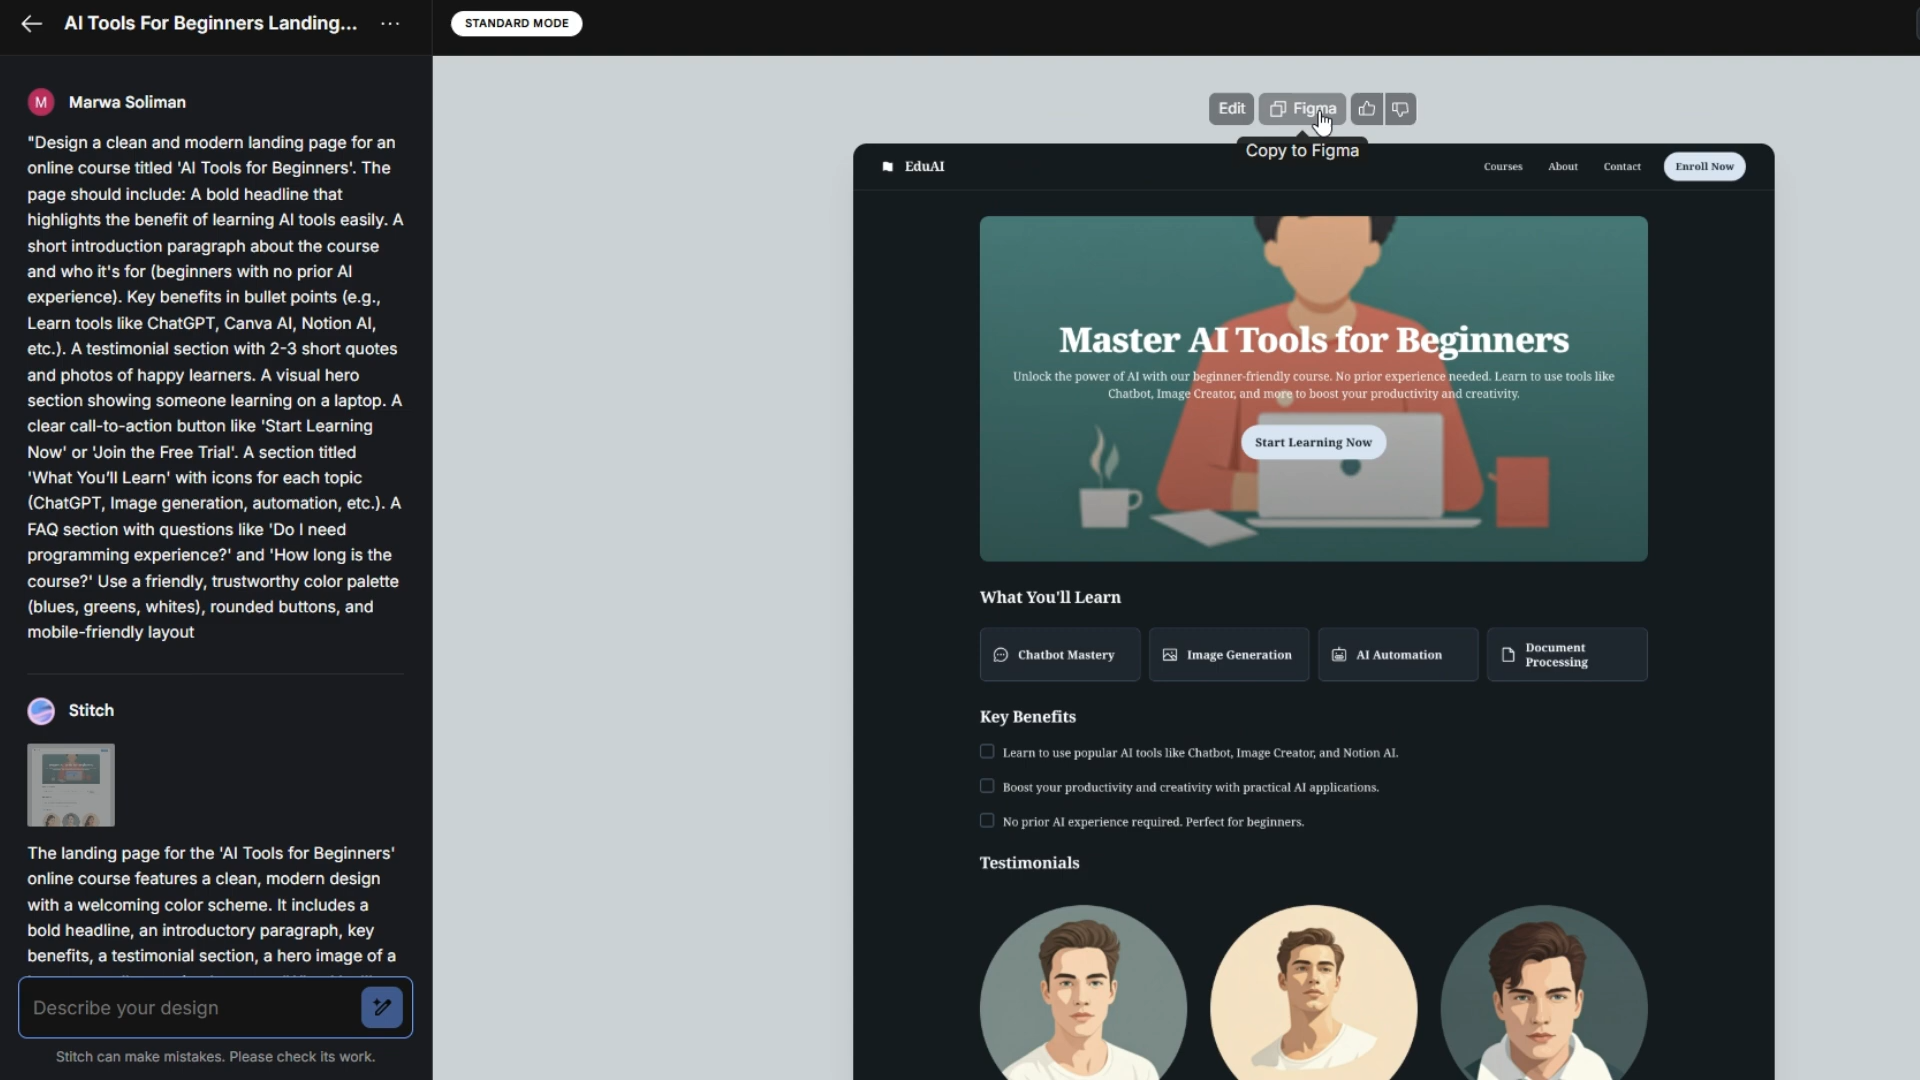 AI Tools For Beginners Landing...
STANDARD MODE
M
Marwa Soliman
"Design a clean and modern landing page for an
online course titled 'AI Tools for Beginners'. The
page should include: A bold headline that
highlights the benefit of learning AI tools easily. A
short introduction paragraph about the course
and who it's for (beginners with no prior AI
experience). Key benefits in bullet points (e.g.,
Learn tools like ChatGPT, Canva AI, Notion AI,
etc.). A testimonial section with 2-3 short quotes
and photos of happy learners. A visual hero
section showing someone learning on a laptop. A
clear call-to-action button like 'Start Learning
Now' or 'Join the Free Trial'. A section titled
'What You'll Learn' with icons for each topic
(ChatGPT, Image generation, automation, etc.). A
FAQ section with questions like 'Do I need
programming experience?' and 'How long is the
course?' Use a friendly, trustworthy color palette
(blues, greens, whites), rounded buttons, and
mobile-friendly layout
Stitch
The landing page for the 'AI Tools for Beginners'
online course features a clean, modern design
with a welcoming color scheme. It includes a
bold headline, an introductory paragraph, key
benefits, a testimonial section, a hero image of a
Describe your design
Stitch can make mistakes. Please check its work.
Edit
Figma
Copy to Figma
EduAI
Courses
About
Contact
Enroll Now
Master AI Tools for Beginners
Unlock the power of AI with our beginner-friendly course. No prior experience needed. Learn to use tools like
Chatbot, Image Creator, and more to boost your productivity and creativity.
Start Learning Now
What You'll Learn
Chatbot Mastery
Image Generation
AI Automation
Document
Processing
Key Benefits
Learn to use popular AI tools like Chatbot, Image Creator, and Notion AI.
Boost your productivity and creativity with practical AI applications.
No prior AI experience required. Perfect for beginners.
Testimonials